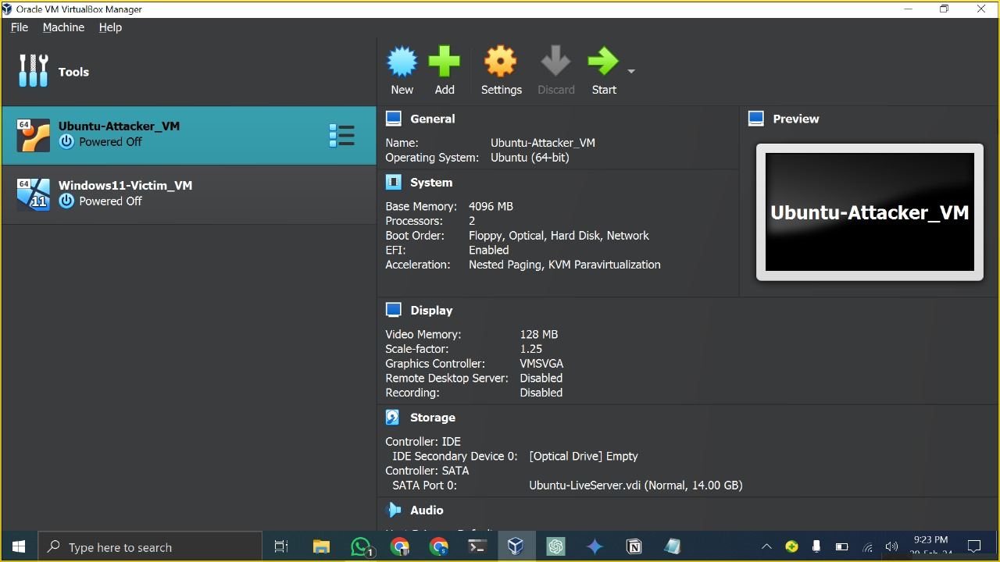 Oracle VM VirtualBox Manager
File Machine Help
Tools
New Add Settings Discard Start
64
Ubuntu-Attacker_VM
Powered Off
64
11
Windows11-Victim_VM
Powered Off
General
Name: Ubuntu-Attacker_VM
Operating System: Ubuntu (64-bit)
Preview
Ubuntu-Attacker_VM
System
Base Memory: 4096 MB
Processors: 2
Boot Order: Floppy, Optical, Hard Disk, Network
EFI: Enabled
Acceleration: Nested Paging, KVM Paravirtualization
Display
Video Memory: 128 MB
Scale-factor: 1.25
Graphics Controller: VMSVGA
Remote Desktop Server: Disabled
Recording: Disabled
Storage
Controller: IDE
IDE Secondary Device 0: [Optical Drive] Empty
Controller: SATA
SATA Port 0: Ubuntu-LiveServer.vdi (Normal, 14.00 GB)
Audio
Type here to search
1
9:23 PM